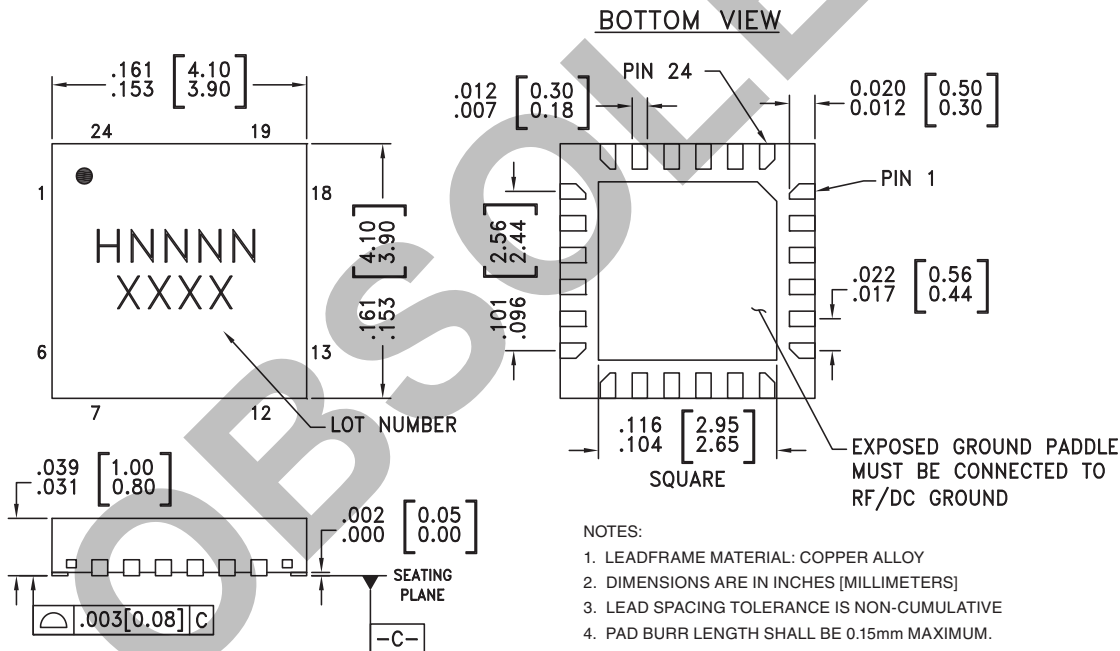 BOTTOM VIEW
.161 [4.10]
.153 [3.90]
24
19
1
18
HNNNN
XXXX
6
13
7
12
LOT NUMBER
.161 [4.10]
.153 [3.90]
PIN 24
.012 [0.30]
.007 [0.18]
0.020 [0.50]
0.012 [0.30]
PIN 1
.101 [2.56]
.096 [2.44]
.022 [0.56]
.017 [0.44]
.116 [2.95]
.104 [2.65]
SQUARE
EXPOSED GROUND PADDLE
MUST BE CONNECTED TO
RF/DC GROUND
.039 [1.00]
.031 [0.80]
.002 [0.05]
.000 [0.00]
SEATING
PLANE
.003[0.08] C
-C-
NOTES:
1. LEADFRAME MATERIAL: COPPER ALLOY
2. DIMENSIONS ARE IN INCHES [MILLIMETERS]
3. LEAD SPACING TOLERANCE IS NON-CUMULATIVE
4. PAD BURR LENGTH SHALL BE 0.15mm MAXIMUM.
OBSOLE